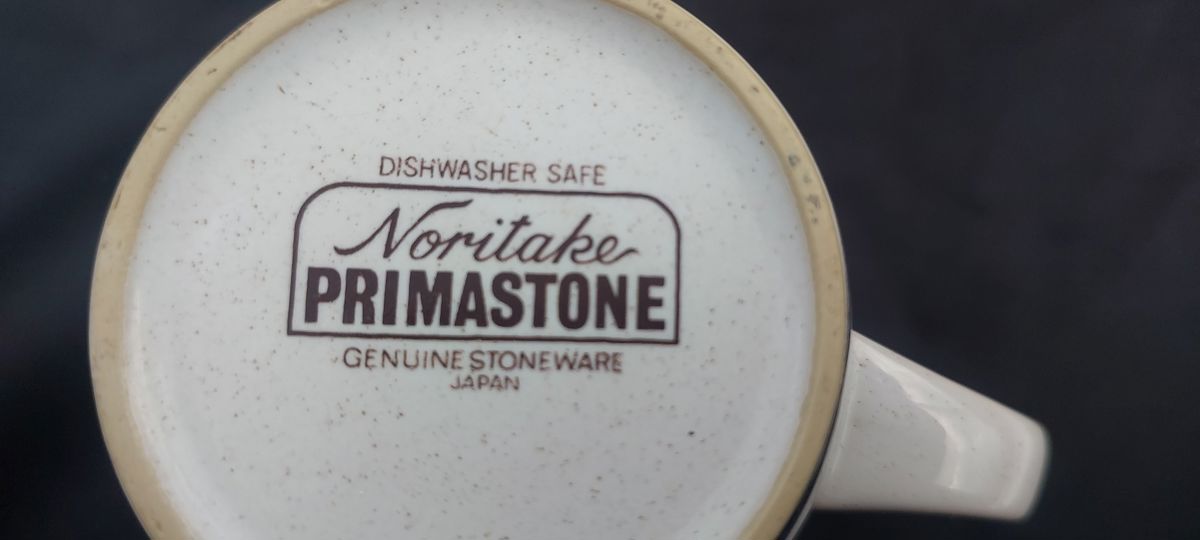 DISHWASHER SAFE
Noritake
PRIMASTONE
GENUINE STONEWARE
JAPAN